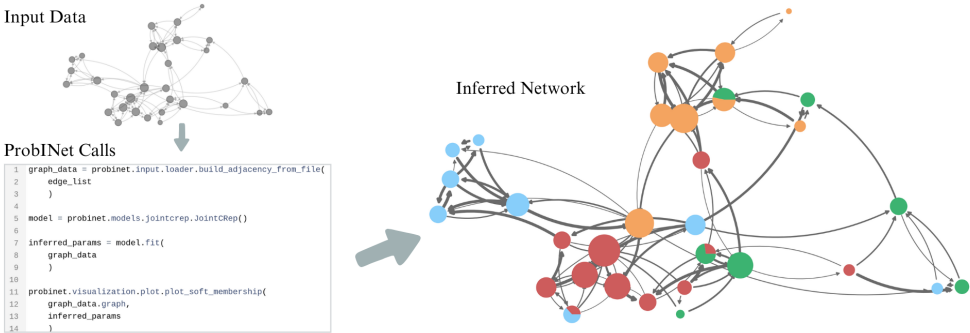 Input Data
ProbINet Calls
1 graph_data = probinet.input.loader.build_adjacency_from_file(
2 edge_list
3 )
4
5 model = probinet.models.jointcrep.JointCRep()
6
7 inferred_params = model.fit(
8 graph_data
9 )
10
11 probinet.visualization.plot.plot_soft_membership(
12 graph_data.graph,
13 inferred_params
14 )
Inferred Network